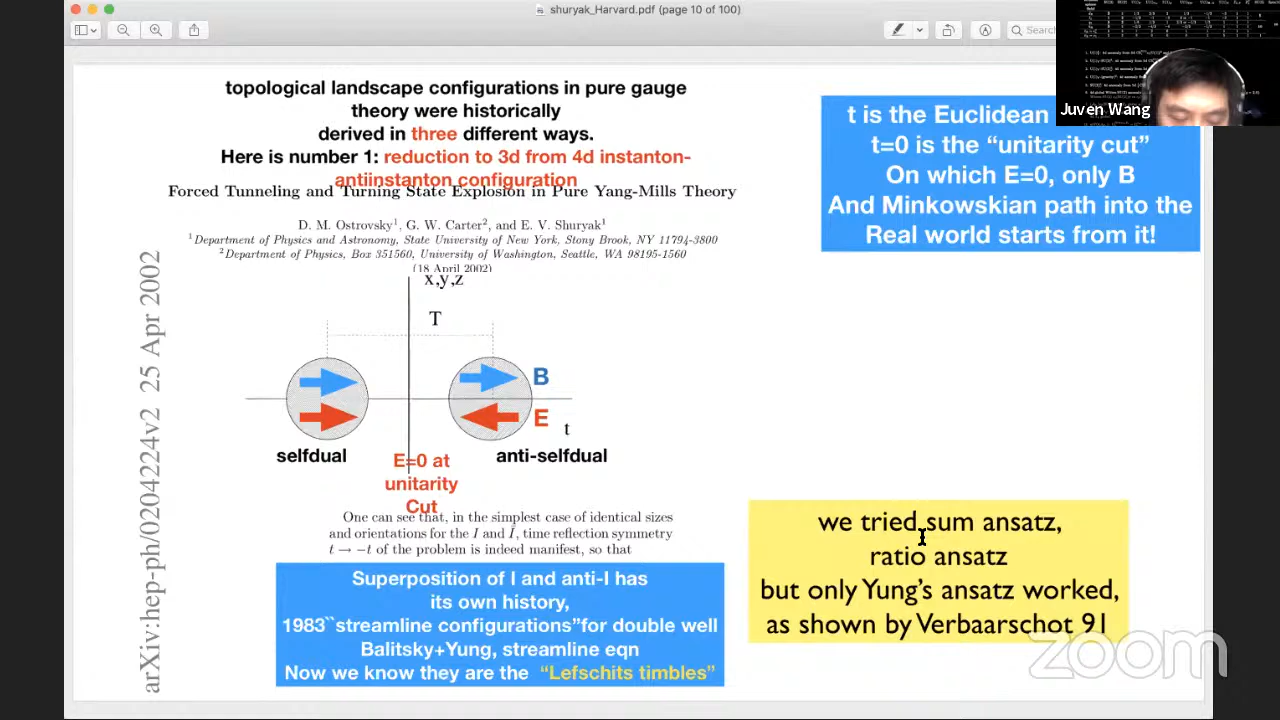 shuryak_Harvard.pdf (page 10 of 100)
Search
Juven Wang
topological landscape configurations in pure gauge
theory were historically
derived in three different ways.
Here is number 1: reduction to 3d from 4d instanton-
antiinstanton configuration
Forced Tunneling and Turning State Explosion in Pure Yang-Mills Theory
D. M. Ostrovsky1, G. W. Carter2, and E. V. Shuryak1
1Department of Physics and Astronomy, State University of New York, Stony Brook, NY 11794-3800
2Department of Physics, Box 351560, University of Washington, Seattle, WA 98195-1560
(18 April 2002)
t is the Euclidean
t=0 is the “unitarity cut”
On which E=0, only B
And Minkowskian path into the
Real world starts from it!
arXiv:hep-ph/0204224v2 25 Apr 2002
x,y,z
T
B
E
t
selfdual
anti-selfdual
E=0 at
unitarity
Cut
One can see that, in the simplest case of identical sizes
and orientations for the I and Ī, time reflection symmetry
t → −t of the problem is indeed manifest, so that
Superposition of I and anti-I has
its own history,
1983``streamline configurations”for double well
Balitsky+Yung, streamline eqn
Now we know they are the “Lefschits timbles”
we tried sum ansatz,
ratio ansatz
but only Yung’s ansatz worked,
as shown by Verbaarschot 91
zoom